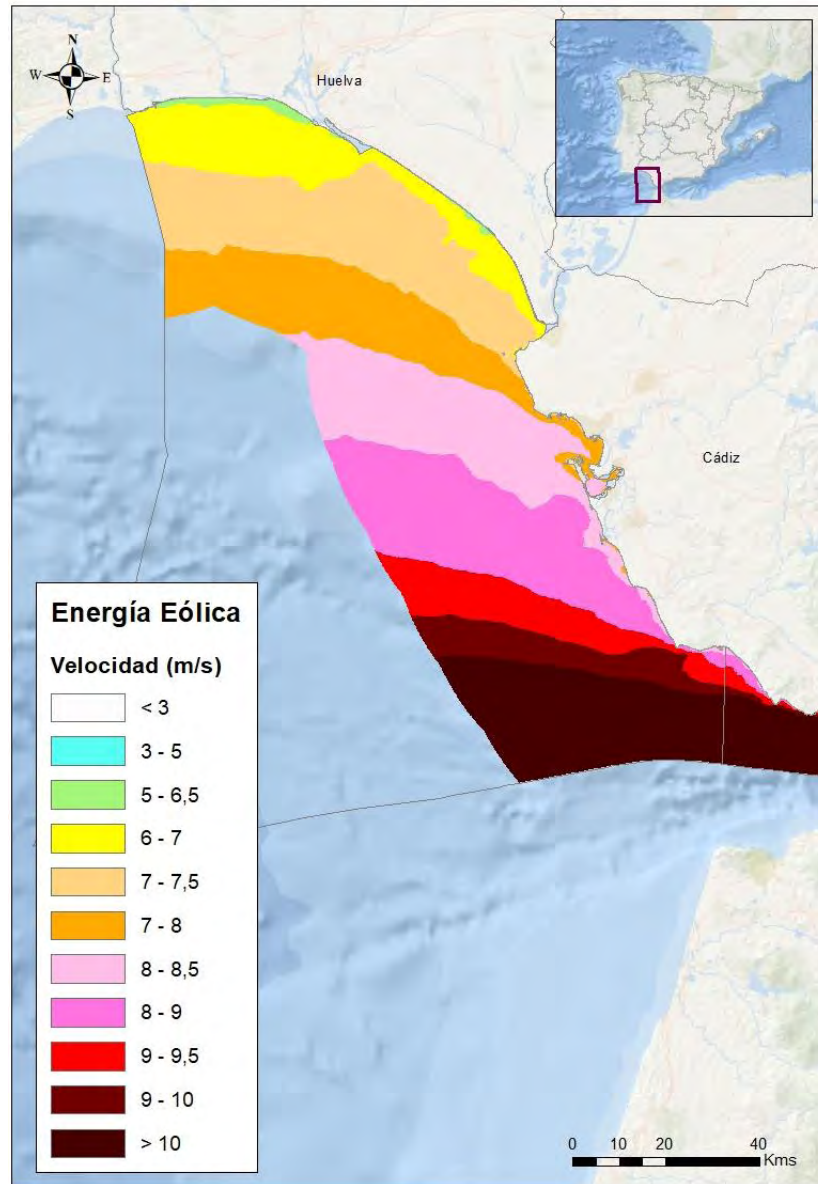 N
W E
S
Huelva
Cádiz
Energía Eólica
Velocidad (m/s)
< 3
3 - 5
5 - 6,5
6 - 7
7 - 7,5
7 - 8
8 - 8,5
8 - 9
9 - 9,5
9 - 10
> 10
0 10 20 40
Kms